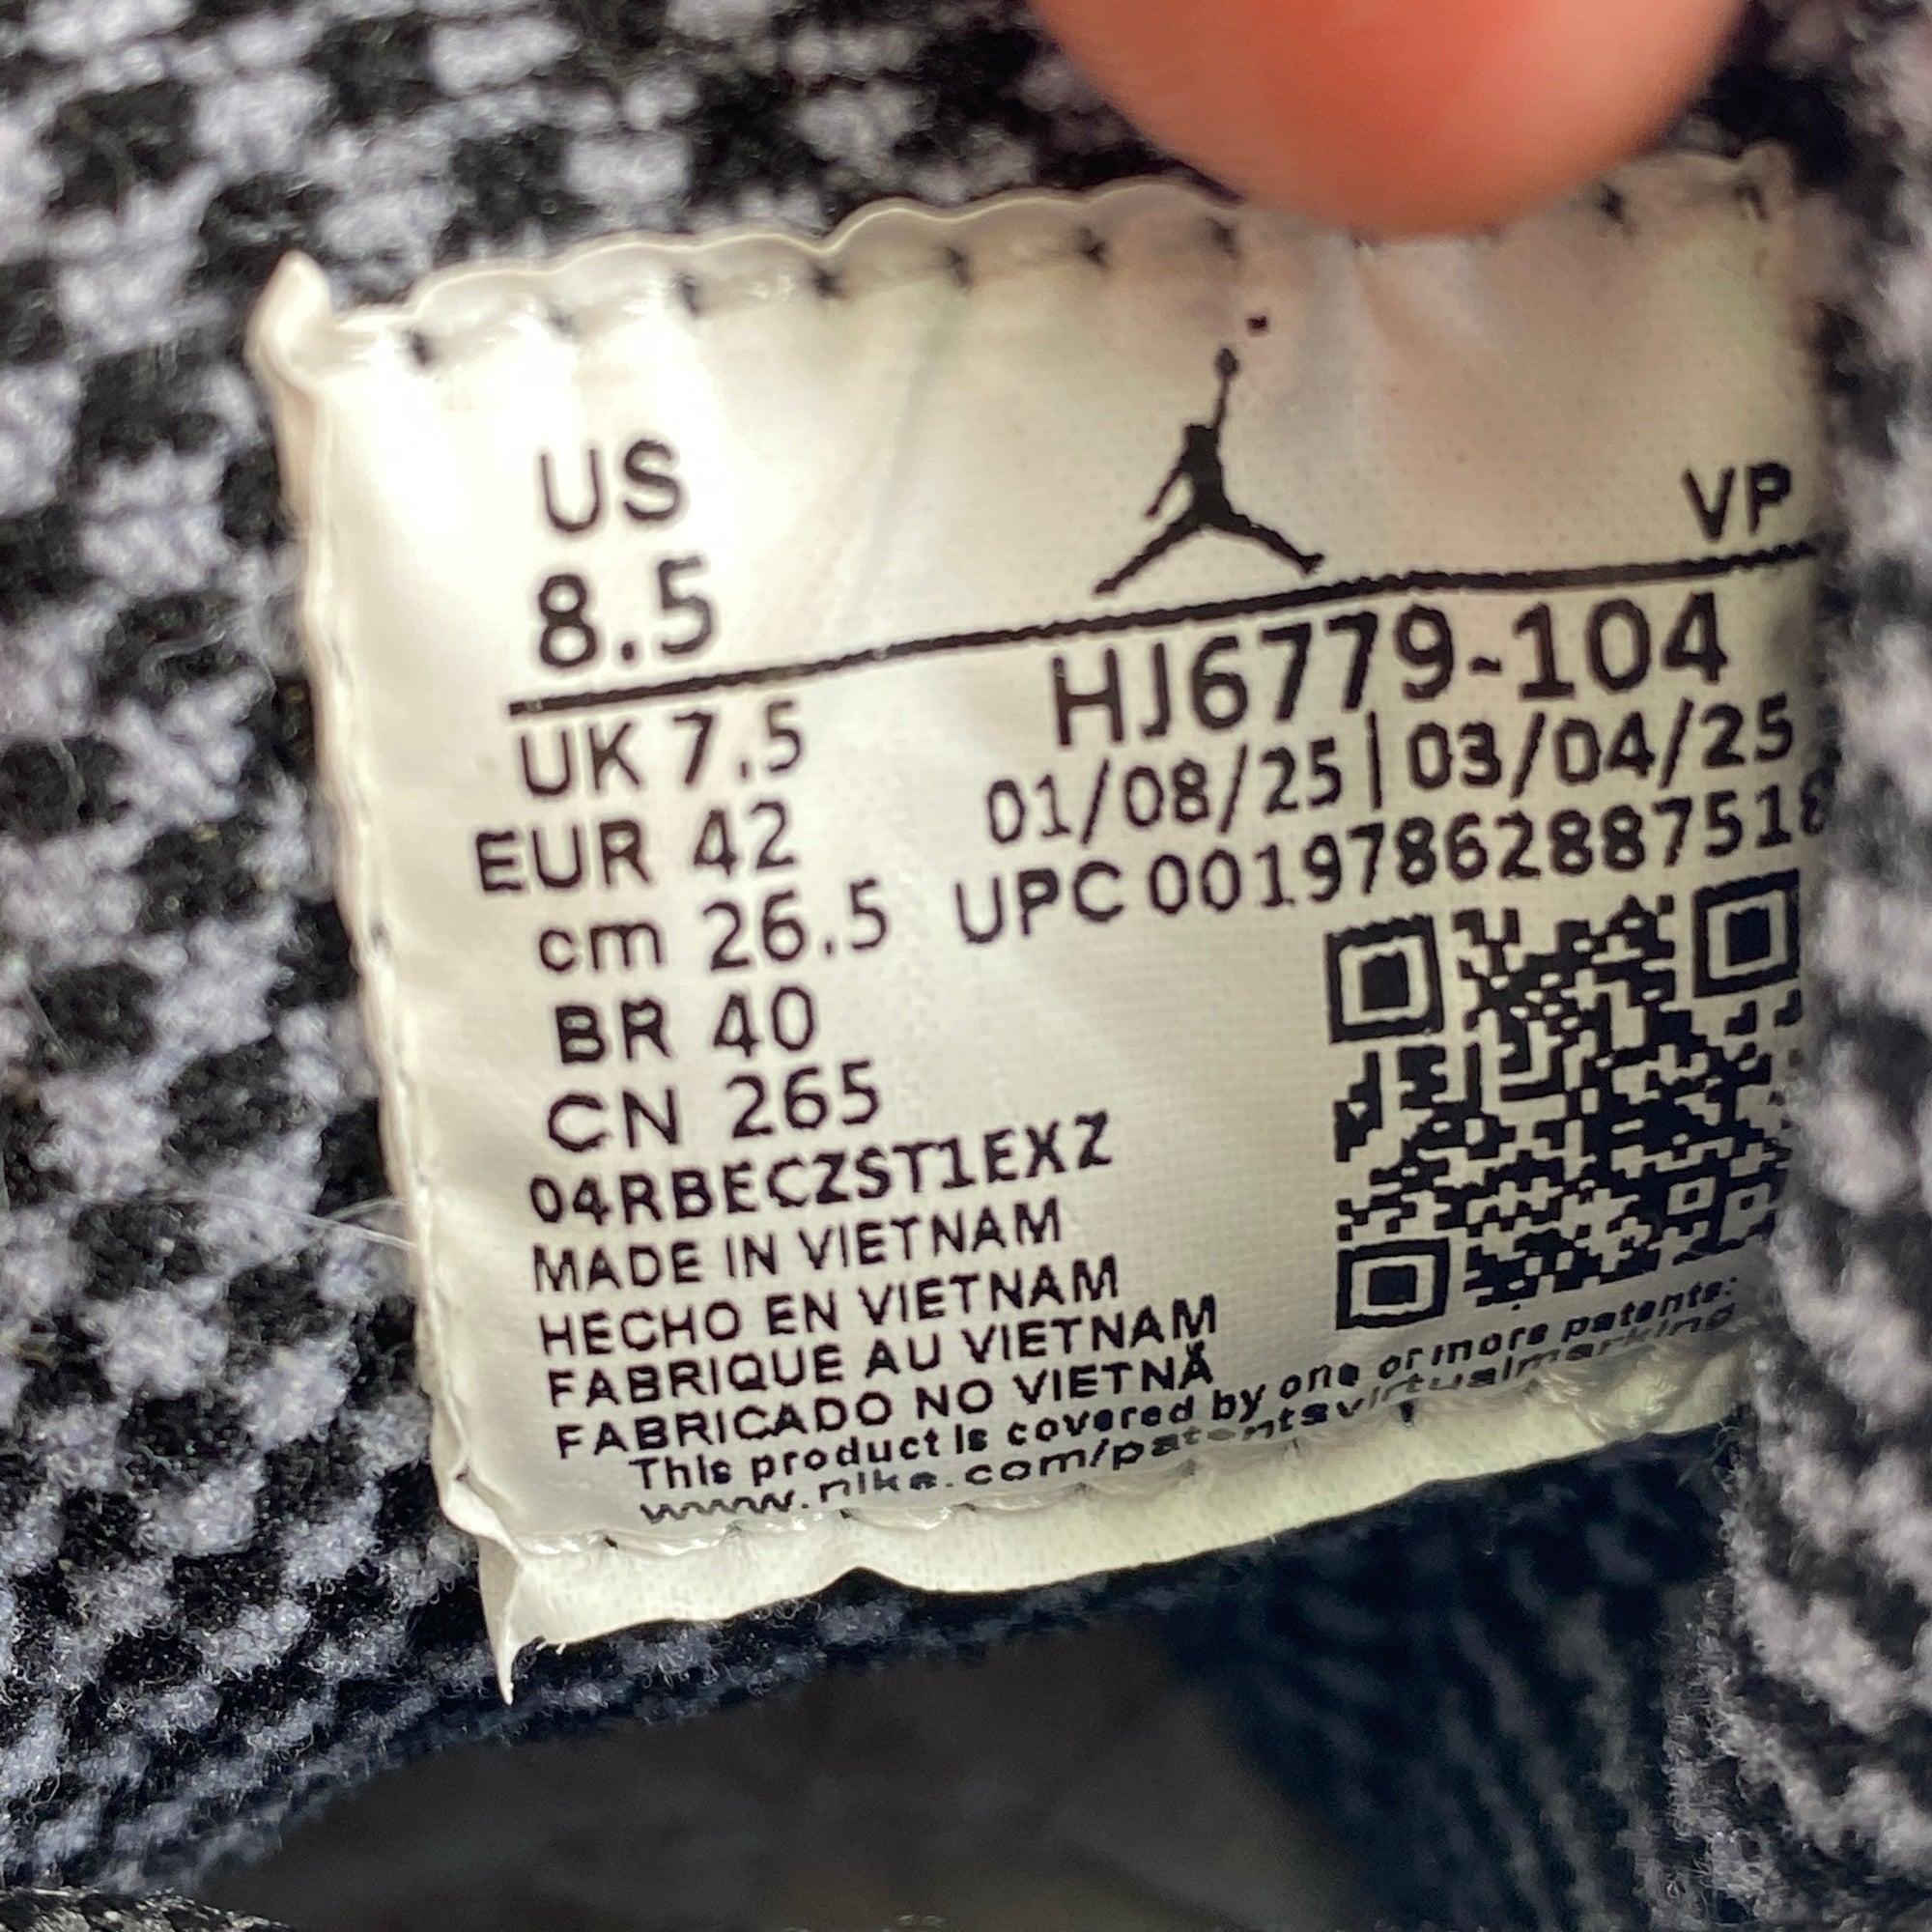 US
8.5
VP
UK 7.5
EUR 42
cm 26.5
BR 40
CN 265
HJ6779-104
01/08/25 | 03/04/25
UPC 00197862887518
04RBECZST1EXZ
MADE IN VIETNAM
HECHO EN VIETNAM
FABRIQUE AU VIETNAM
FABRICADO NO VIETNÃ
This product is covered by one or more patents:
www.nike.com/patentsvirtualmarking